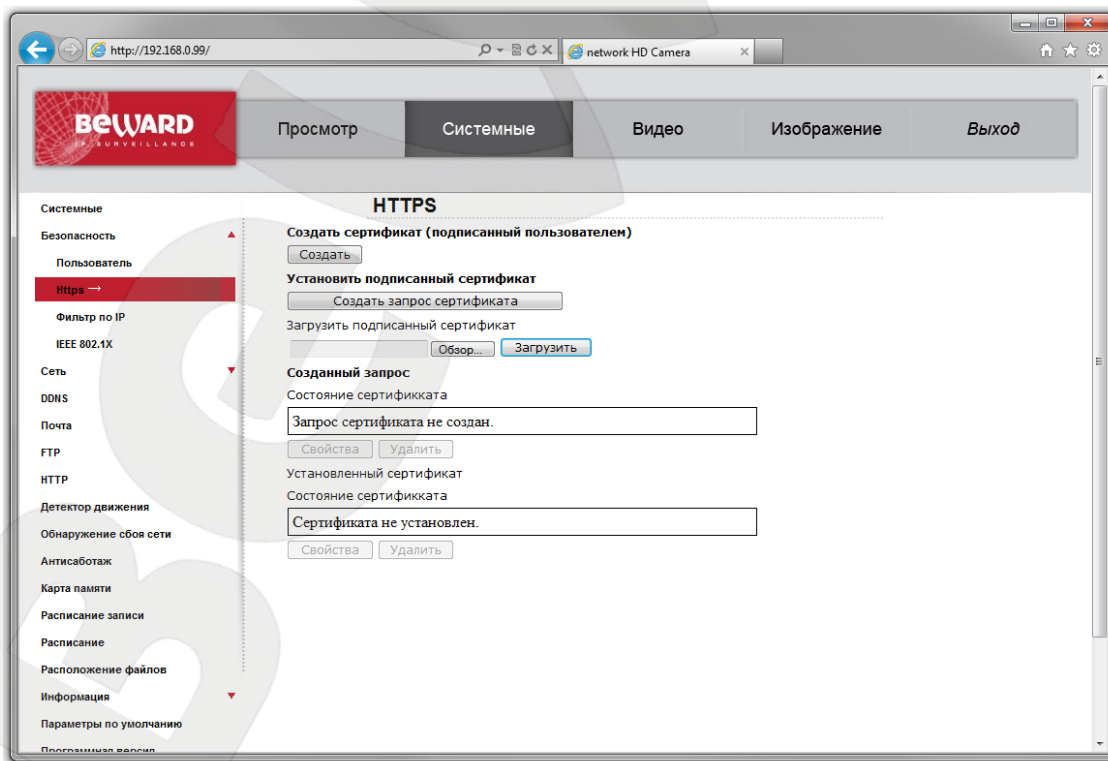 http://192.168.0.99/
network HD Camera
BEWARD
IP SURVEILLANCE
Просмотр
Системные
Видео
Изображение
Выход
Системные
Безопасность
Пользователь
Https →
Фильтр по IP
IEEE 802.1X
Сеть
DDNS
Почта
FTP
HTTP
Детектор движения
Обнаружение сбоя сети
Антисаботаж
Карта памяти
Расписание записи
Расписание
Расположение файлов
Информация
Параметры по умолчанию
Программная версия
HTTPS
Создать сертификат (подписанный пользователем)
Создать
Установить подписанный сертификат
Создать запрос сертификата
Загрузить подписанный сертификат
Обзор... Загрузить
Созданный запрос
Состояние сертификката
Запрос сертификата не создан.
Свойства Удалить
Установленный сертификат
Состояние сертификката
Сертификата не установлен.
Свойства Удалить